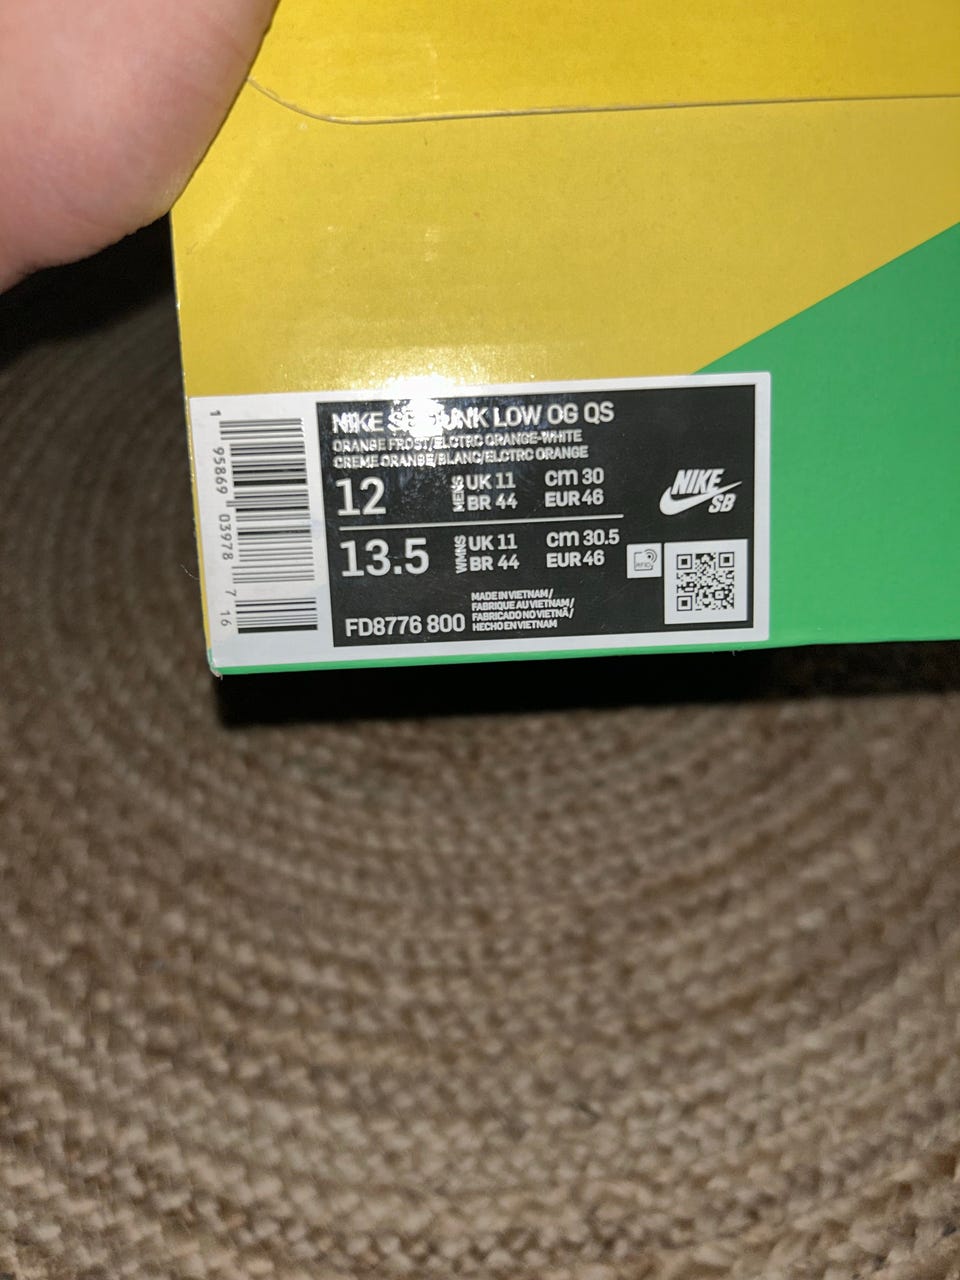 1 95869 03978 7 16
NIKE SB DUNK LOW OG QS
ORANGE FROST/ELCTRC ORANGE-WHITE
CREME ORANGE/BLANC/ELCTRC ORANGE
12 MENS UK 11 cm 30
BR 44 EUR 46
13.5 WMNS UK 11 cm 30.5
BR 44 EUR 46
FD8776 800
MADE IN VIETNAM/
FABRIQUE AU VIETNAM/
FABRICADO NO VIETNÃ/
HECHO EN VIETNAM
NIKE
SB
RFID